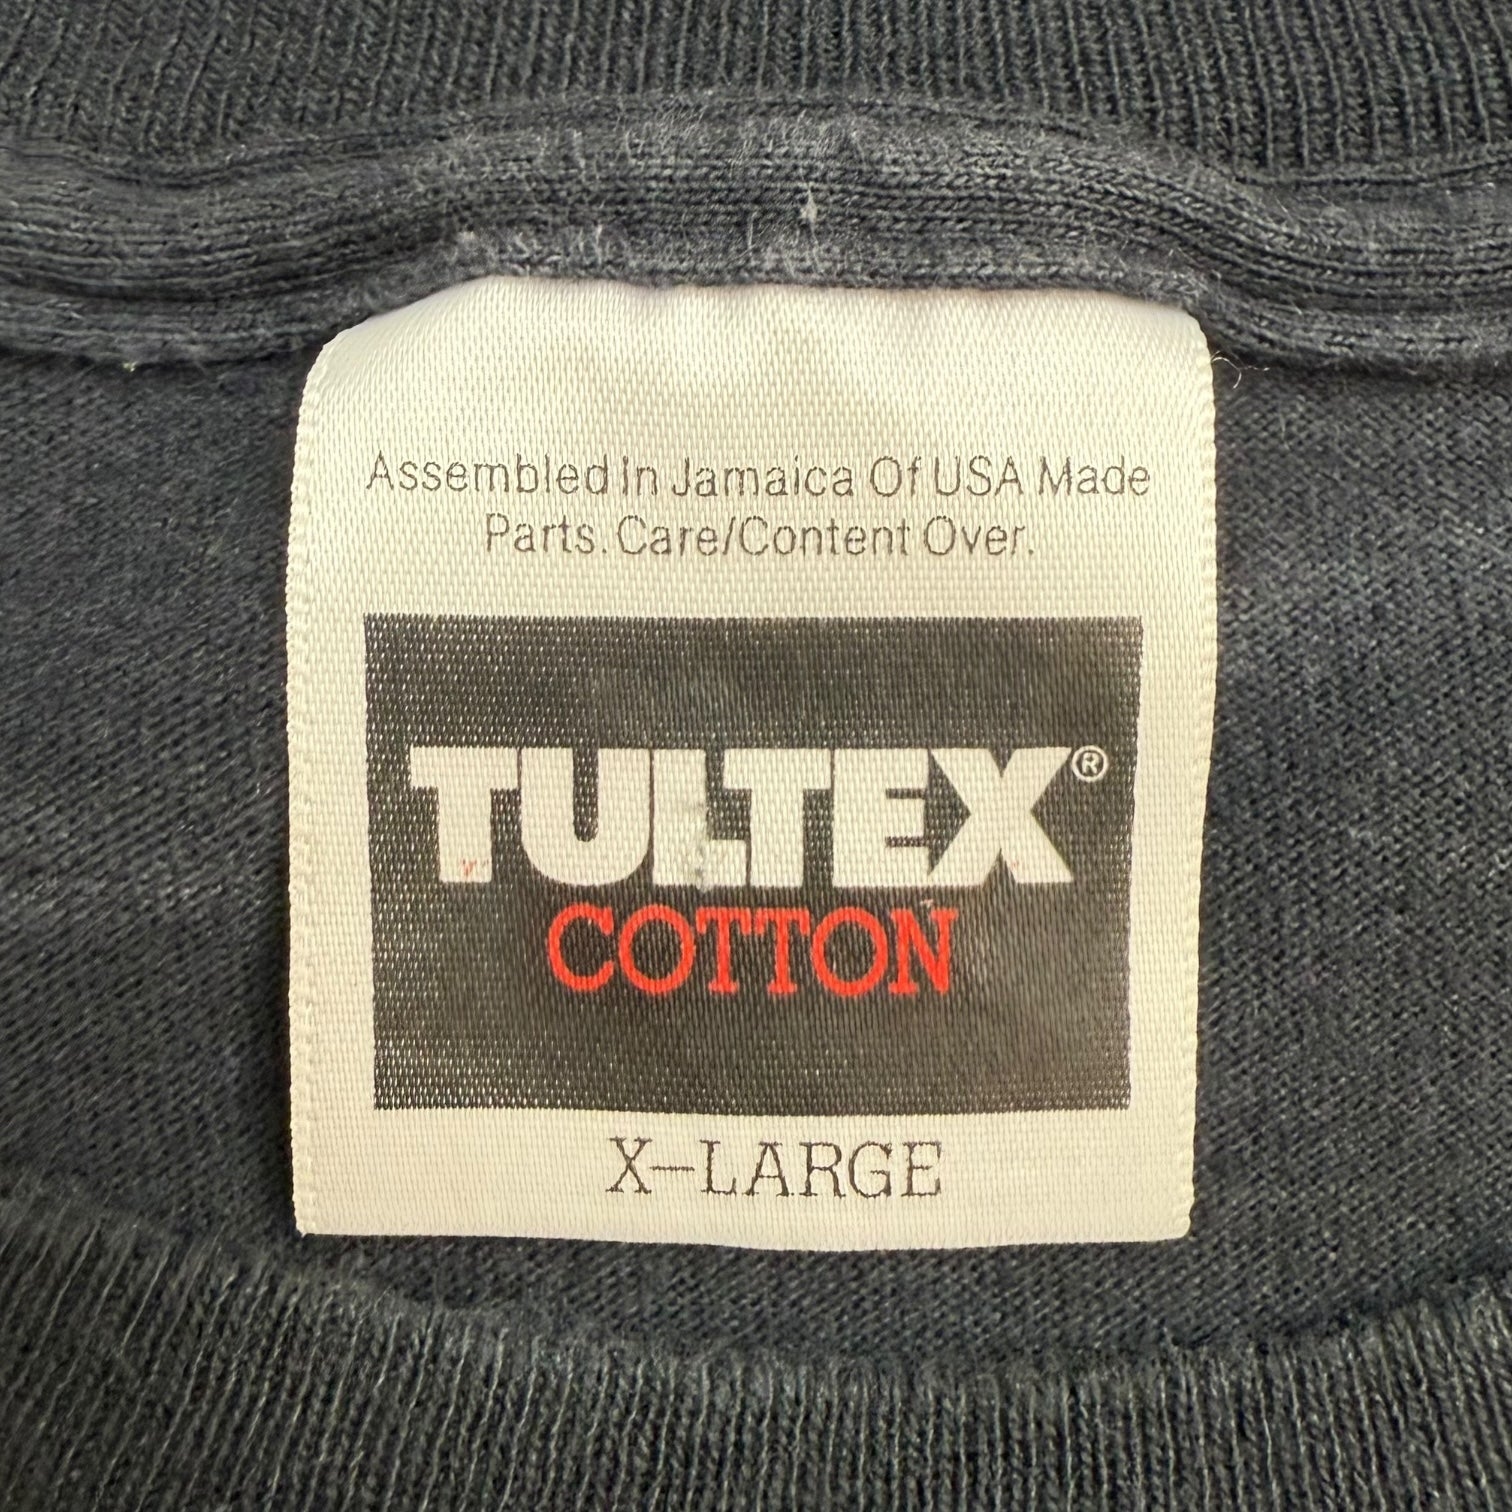 Assembled In Jamaica Of USA Made
Parts. Care/Content Over.
TULTEX®
COTTON
X-LARGE